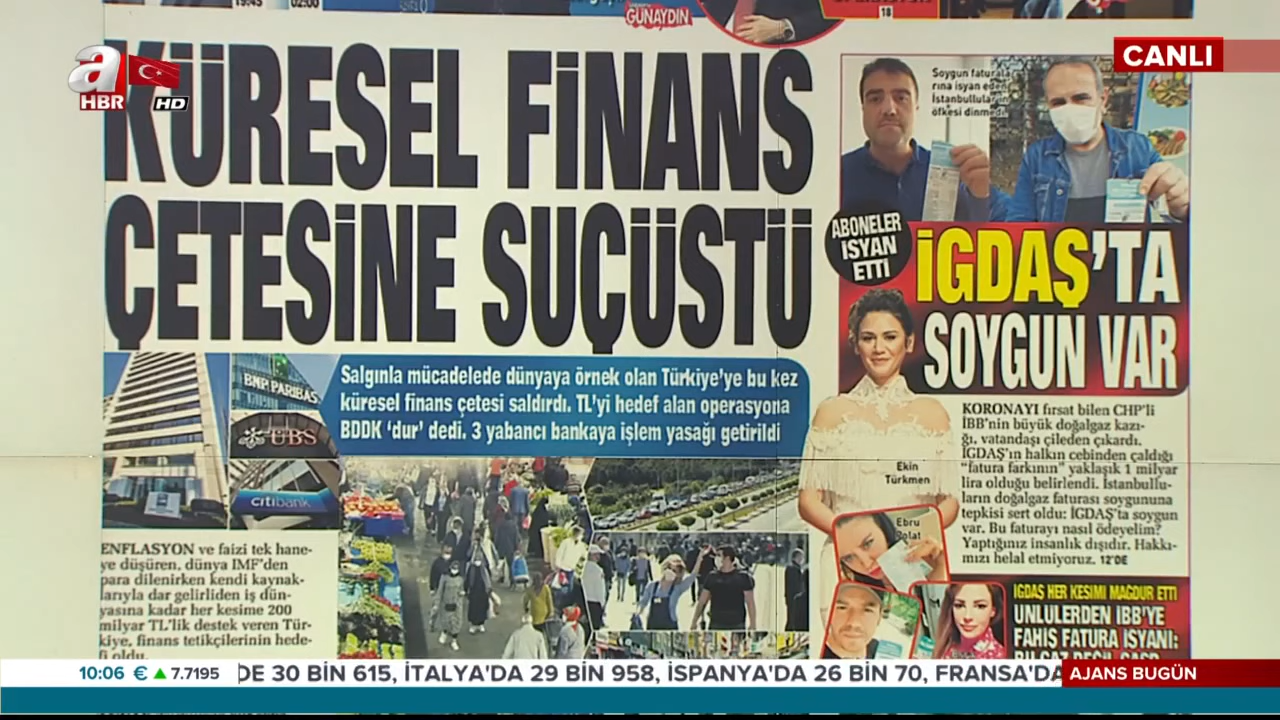 19:45
02:00
GÜNAYDIN
18
a
HBR
HD
CANLI
KÜRESEL FİNANS
ÇETESİNE SUÇÜSTÜ
BNP PARIBAS
UBS
citibank
Salgınla mücadelede dünyaya örnek olan Türkiye'ye bu kez
küresel finans çetesi saldırdı. TL'yi hedef alan operasyona
BDDK 'dur' dedi. 3 yabancı bankaya işlem yasağı getirildi
ENFLASYON ve faizi tek hane-
ye düşüren, dünya IMF'den
para dilenirken kendi kaynak-
larıyla dar gelirliden iş dün-
yasına kadar her kesime 200
milyar TL'lik destek veren Tür-
kiye, finans tetikçilerinin hede-
fi oldu.
Soygun faturala
rına isyan eden
İstanbulluların
öfkesi dinmedi
ABONELER
İSYAN
ETTİ
İGDAŞ'TA
SOYGUN VAR
KORONAYI fırsat bilen CHP'li
İBB'nin büyük doğalgaz kazı-
ğı, vatandaşı çileden çıkardı.
İGDAŞ'ın halkın cebinden çaldığı
“fatura farkının” yaklaşık 1 milyar
lira olduğu belirlendi. İstanbullu-
ların doğalgaz faturası soygununa
tepkisi sert oldu: İGDAŞ'ta soygun
var. Bu faturayı nasıl ödeyelim?
Yaptığınız insanlık dışıdır. Hakkı-
mızı helal etmiyoruz. 12'DE
Ekin
Türkmen
Ebru
Polat
İGDAŞ HER KESİMİ MAĞDUR ETTİ
ÜNLÜLERDEN İBB'YE
FAHİŞ FATURA İSYANI:
10:06 € ▲ 7.7195
DE 30 BİN 615, İTALYA'DA 29 BİN 958, İSPANYA'DA 26 BİN 70, FRANSA'DA
AJANS BUGÜN